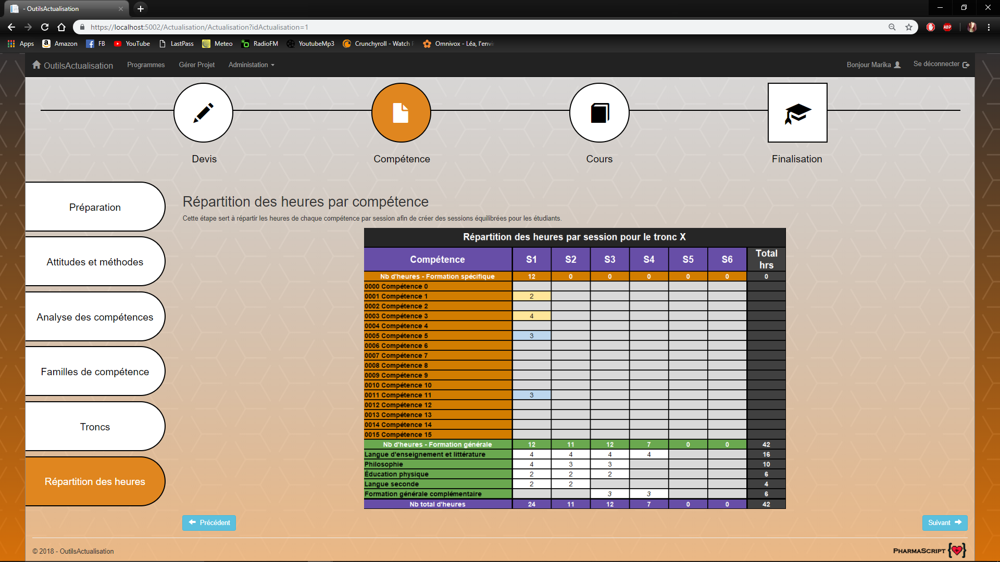 - OutilsActualisation
https://localhost:5002/Actualisation/Actualisation?idActualisation=1
ABP
Apps Amazon FB YouTube LastPass Meteo RadioFM YoutubeMp3 Crunchyroll - Watch Omnivox - Léa, l'envi
OutilsActualisation Programmes Gérer Projet Administation Bonjour Marika Se déconnecter
Devis Compétence Cours Finalisation
Préparation
Attitudes et méthodes
Analyse des compétences
Familles de compétence
Troncs
Répartition des heures
Répartition des heures par compétence
Cette étape sert à répartir les heures de chaque compétence par session afin de créer des sessions équilibrées pour les étudiants.
Répartition des heures par session pour le tronc X
Compétence S1 S2 S3 S4 S5 S6 Total hrs
Nb d'heures - Formation spécifique 12 0 0 0 0 0 0
0000 Compétence 0
0001 Compétence 1 2
0002 Compétence 2
0003 Compétence 3 4
0004 Compétence 4
0005 Compétence 5 3
0006 Compétence 6
0007 Compétence 7
0008 Compétence 8
0009 Compétence 9
0010 Compétence 10
0011 Compétence 11 3
0012 Compétence 12
0013 Compétence 13
0014 Compétence 14
0015 Compétence 15
Nb d'heures - Formation générale 12 11 12 7 0 0 42
Langue d'enseignement et littérature 4 4 4 4 16
Philosophie 4 3 3 10
Éducation physique 2 2 2 6
Langue seconde 2 2 4
Formation générale complémentaire 3 3 6
Nb total d'heures 24 11 12 7 0 0 42
Précédent Suivant
© 2018 - OutilsActualisation PHARMASCRIPT